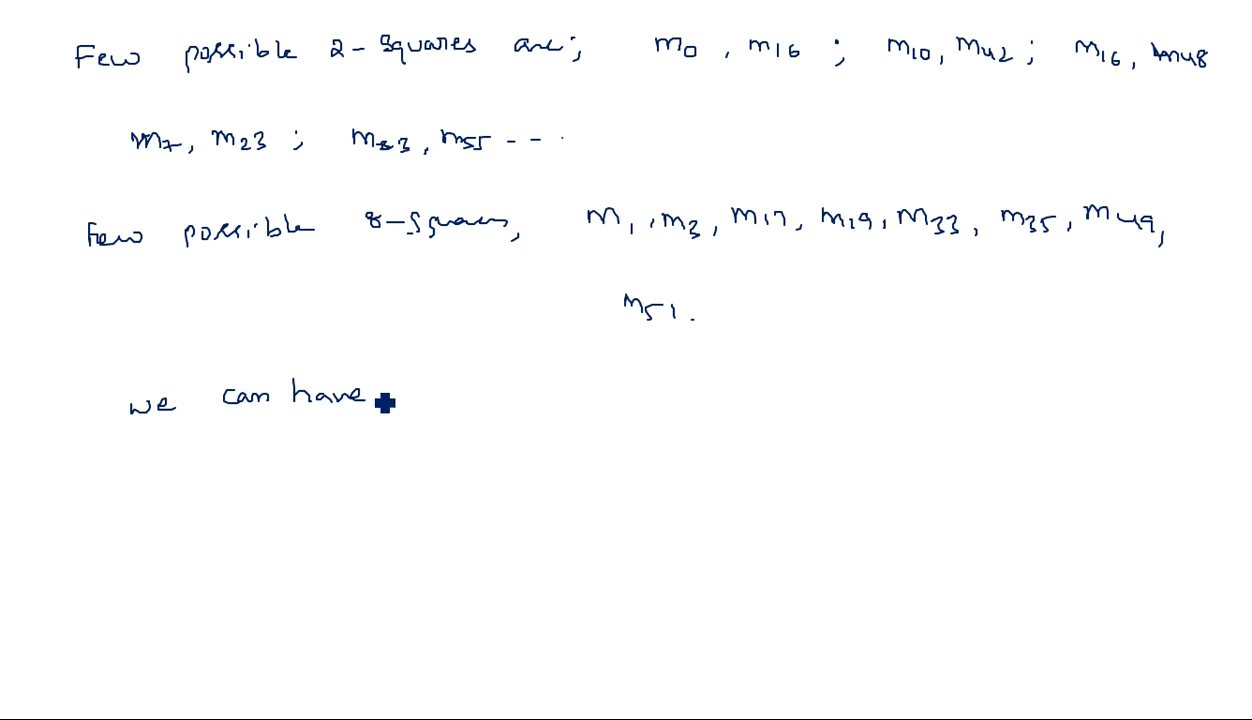 Few possible 2-squares are; m0, m16; m10, m42; m16, m48
m7, m23; m23, m55 - - -
Few possible 8-squares, m1, m3, m17, m19, m33, m35, m49,
m51.
we can have